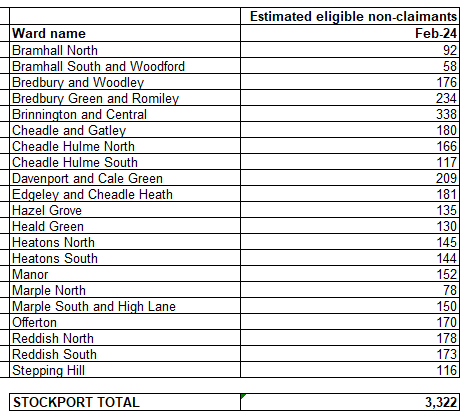 Estimated eligible non-claimants
Ward name Feb-24
Bramhall North 92
Bramhall South and Woodford 58
Bredbury and Woodley 176
Bredbury Green and Romiley 234
Brinnington and Central 338
Cheadle and Gatley 180
Cheadle Hulme North 166
Cheadle Hulme South 117
Davenport and Cale Green 209
Edgeley and Cheadle Heath 181
Hazel Grove 135
Heald Green 130
Heatons North 145
Heatons South 144
Manor 152
Marple North 78
Marple South and High Lane 150
Offerton 170
Reddish North 178
Reddish South 173
Stepping Hill 116
STOCKPORT TOTAL 3,322